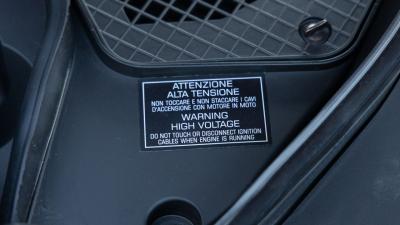 ATTENZIONE
ALTA TENSIONE
NON TOCCARE E NON STACCARE I CAVI
D'ACCENSIONE CON MOTORE IN MOTO
WARNING
HIGH VOLTAGE
DO NOT TOUCH OR DISCONNECT IGNITION
CABLES WHEN ENGINE IS RUNNING